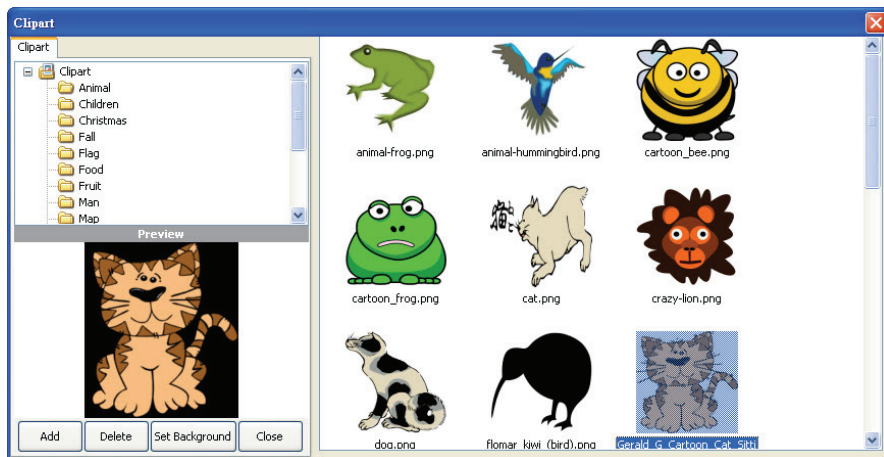 Clipart
Clipart
Clipart
Animal
Children
Christmas
Fall
Flag
Food
Fruit
Man
Map
Preview
Add Delete Set Background Close
animal-frog.png animal-hummingbird.png cartoon_bee.png
猫
cartoon_frog.png cat.png crazy-lion.png
dog.png flomar_kiwi_(bird).png Gerald_G_Cartoon_Cat_Sitti